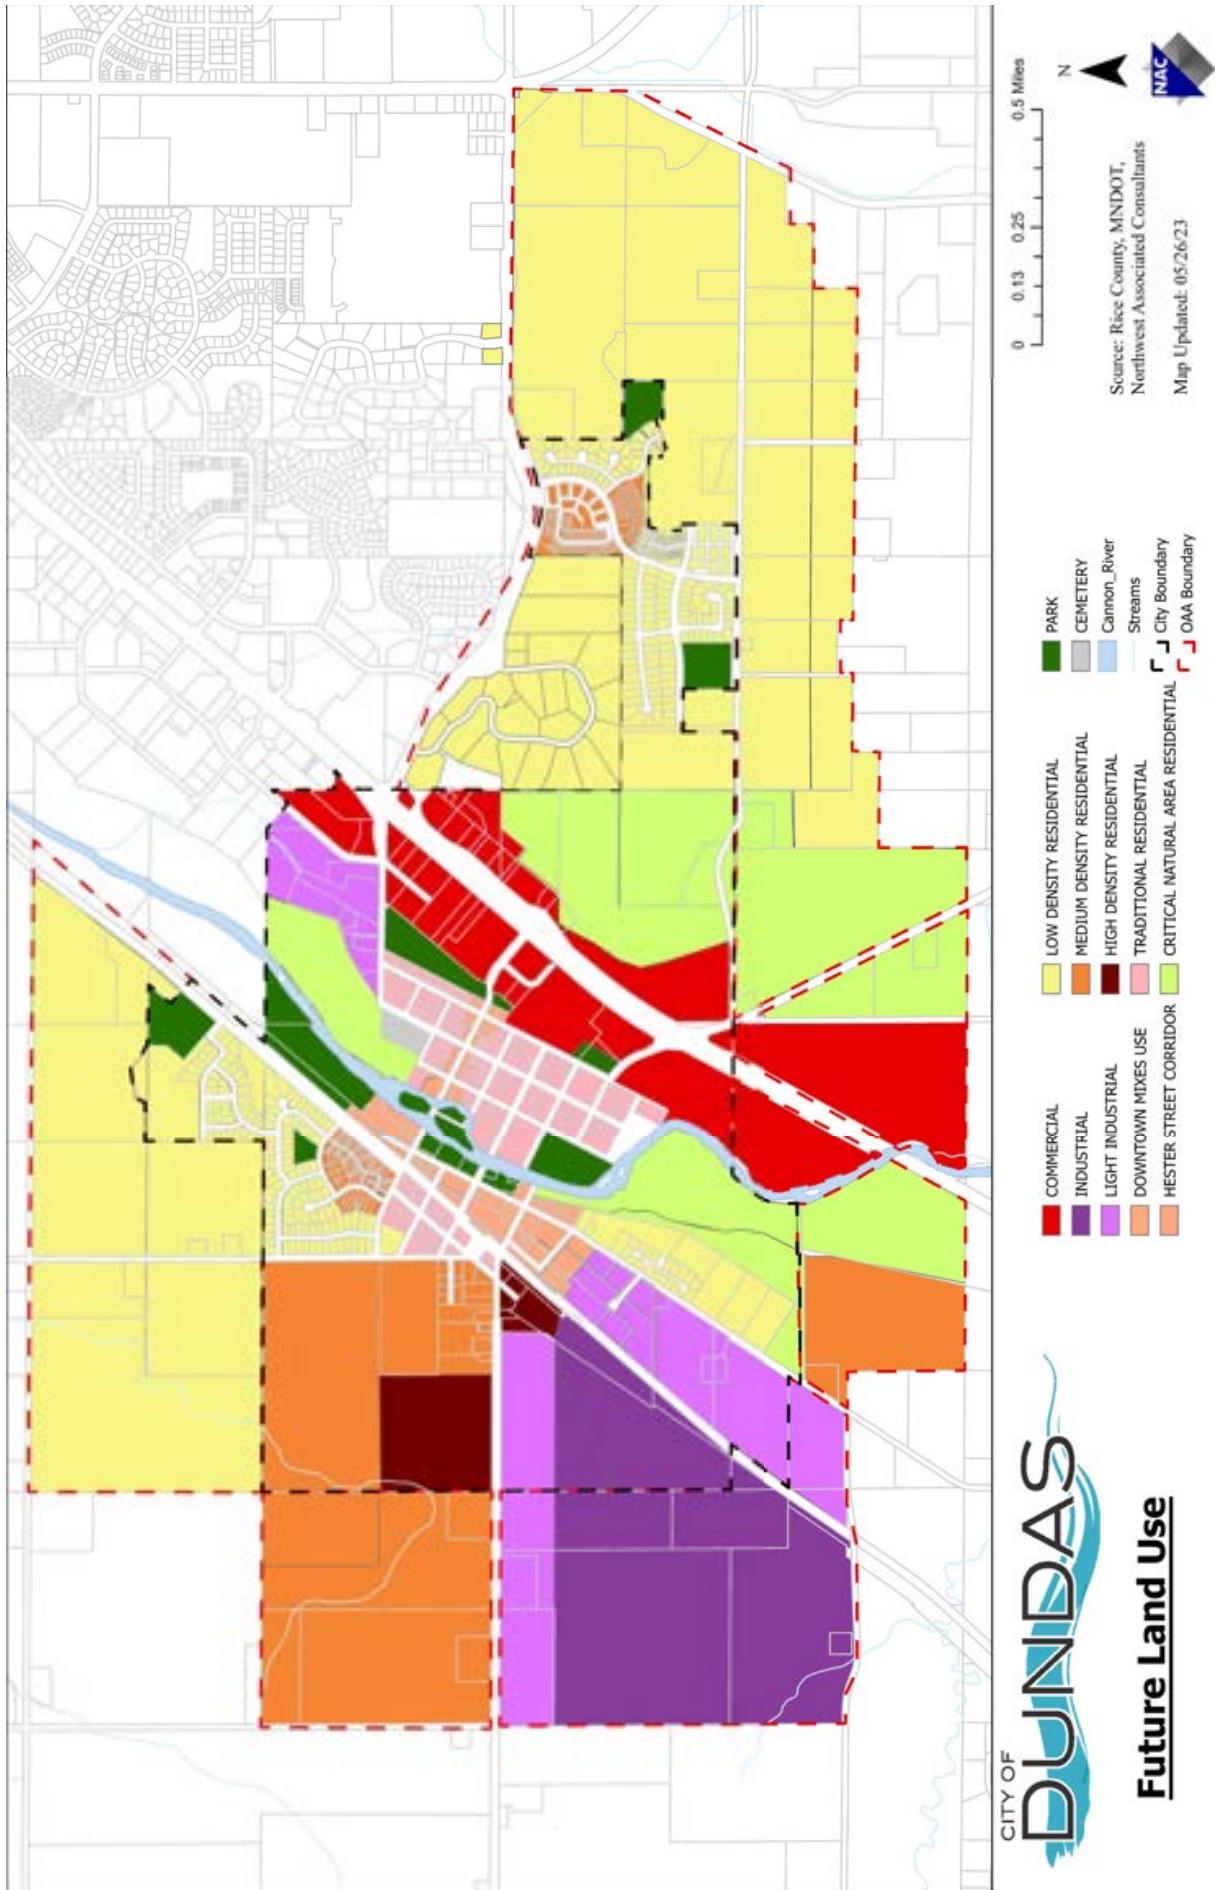 CITY OF
DUNDAS
Future Land Use
COMMERCIAL
INDUSTRIAL
LIGHT INDUSTRIAL
DOWNTOWN MIXES USE
HESTER STREET CORRIDOR
LOW DENSITY RESIDENTIAL
MEDIUM DENSITY RESIDENTIAL
HIGH DENSITY RESIDENTIAL
TRADITIONAL RESIDENTIAL
CRITICAL NATURAL AREA RESIDENTIAL
PARK
CEMETERY
Cannon_River
Streams
City Boundary
OAA Boundary
0 0.13 0.25 0.5 Miles
Source: Rice County, MNDOT,
Northwest Associated Consultants
Map Updated: 05/26/23
N
NAC